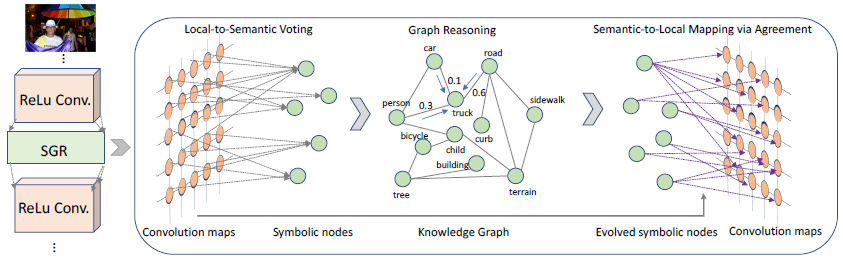 Local-to-Semantic Voting
Graph Reasoning
Semantic-to-Local Mapping via Agreement
ReLu Conv.
SGR
ReLu Conv.
car
road
0.1
person
0.3
truck
0.6
sidewalk
bicycle
child
curb
building
tree
terrain
Convolution maps
Symbolic nodes
Knowledge Graph
Evolved symbolic nodes
Convolution maps